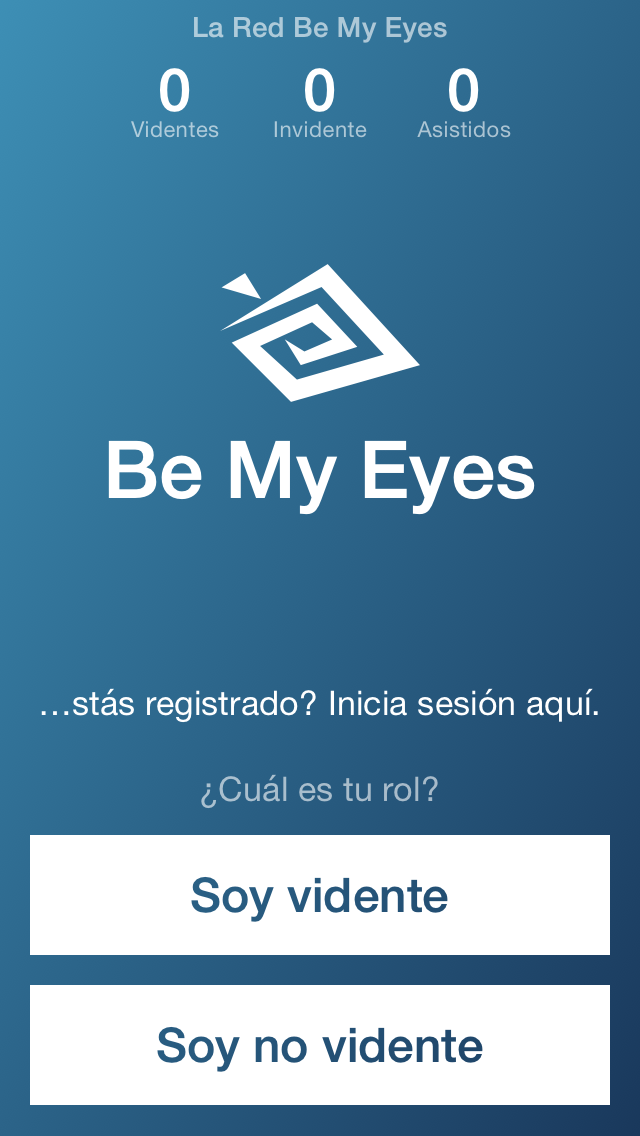 La Red Be My Eyes
0 0 0
Videntes Invidente Asistidos
Be My Eyes
…stás registrado? Inicia sesión aquí.
¿Cuál es tu rol?
Soy vidente
Soy no vidente